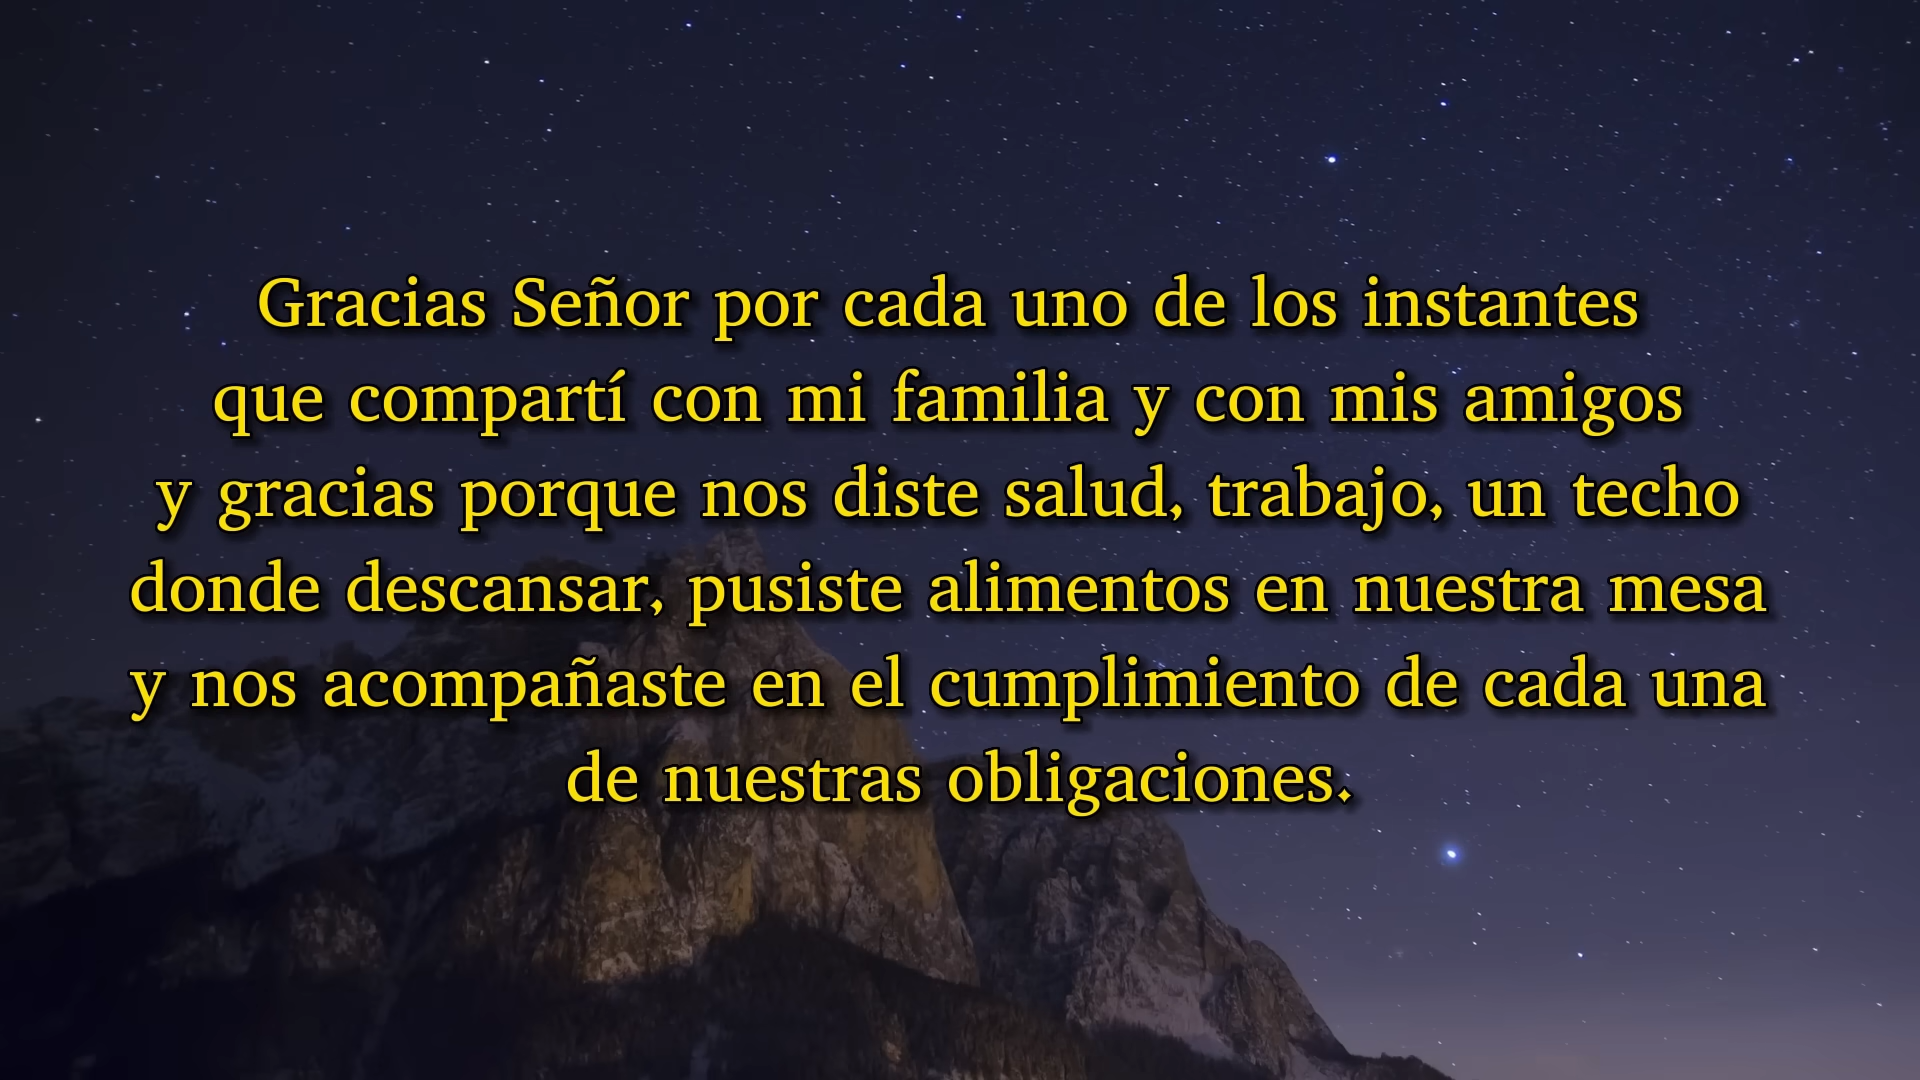 Gracias Señor por cada uno de los instantes
que compartí con mi familia y con mis amigos
y gracias porque nos diste salud, trabajo, un techo
donde descansar, pusiste alimentos en nuestra mesa
y nos acompañaste en el cumplimiento de cada una
de nuestras obligaciones.